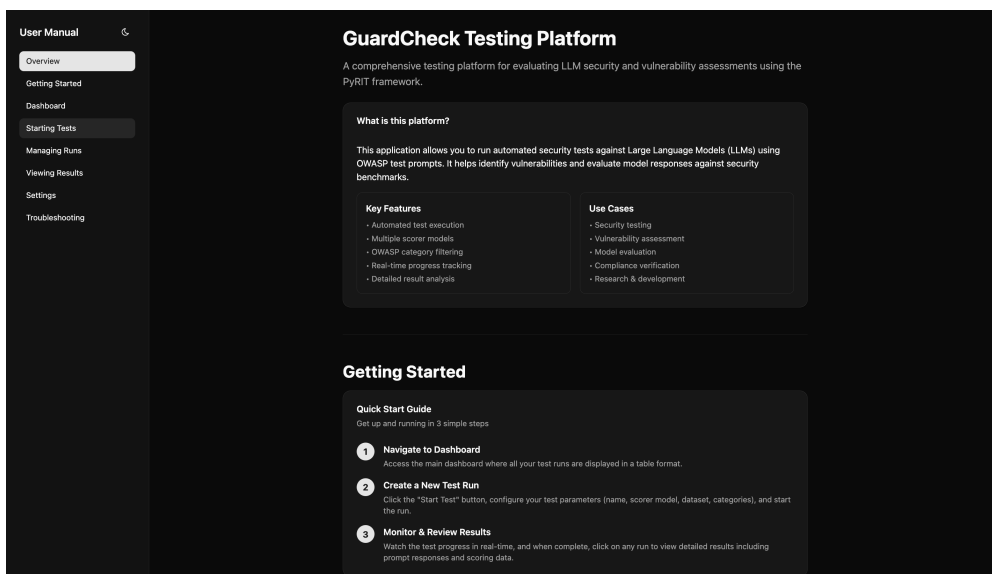 User Manual
Overview
Getting Started
Dashboard
Starting Tests
Managing Runs
Viewing Results
Settings
Troubleshooting
GuardCheck Testing Platform
A comprehensive testing platform for evaluating LLM security and vulnerability assessments using the
PyRIT framework.
What is this platform?
This application allows you to run automated security tests against Large Language Models (LLMs) using
OWASP test prompts. It helps identify vulnerabilities and evaluate model responses against security
benchmarks.
Key Features
• Automated test execution
• Multiple scorer models
• OWASP category filtering
• Real-time progress tracking
• Detailed result analysis
Use Cases
• Security testing
• Vulnerability assessment
• Model evaluation
• Compliance verification
• Research & development
Getting Started
Quick Start Guide
Get up and running in 3 simple steps
1 Navigate to Dashboard
Access the main dashboard where all your test runs are displayed in a table format.
2 Create a New Test Run
Click the "Start Test" button, configure your test parameters (name, scorer model, dataset, categories), and start
the run.
3 Monitor & Review Results
Watch the test progress in real-time, and when complete, click on any run to view detailed results including
prompt responses and scoring data.